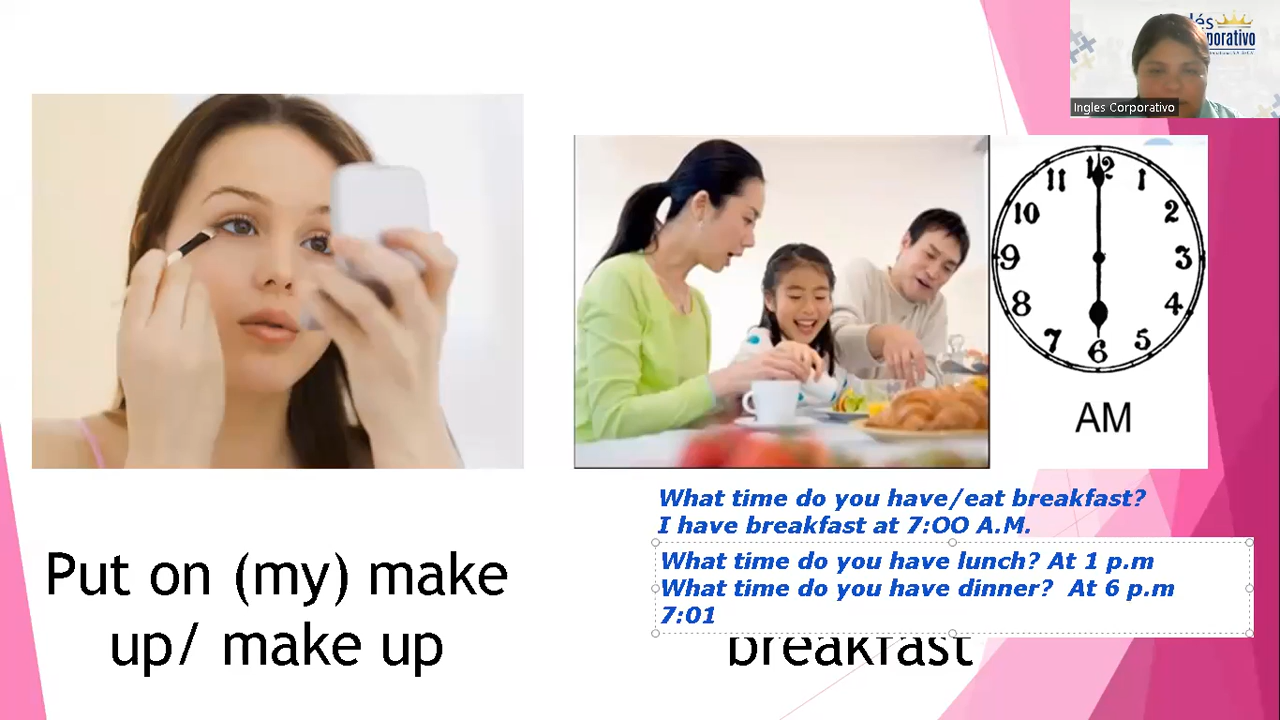 Ingles Corporativo
lés
porativo
11 12 1
10 2
9 3
8 4
7 6 5
AM
What time do you have/eat breakfast?
I have breakfast at 7:OO A.M.
What time do you have lunch? At 1 p.m
What time do you have dinner?  At 6 p.m
7:01
Put on (my) make
up/ make up
breakfast